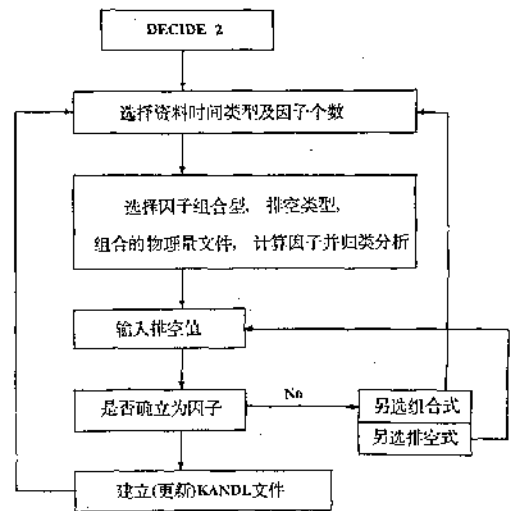 DECIDE 2
选择资料时间类型及因子个数
选择因子组合型, 排空类型,
组合的物理量文件, 计算因子并归类分析
输入排空值
是否确立为因子
No
另选组合式
另选排空式
建立(更新)KANDL文件